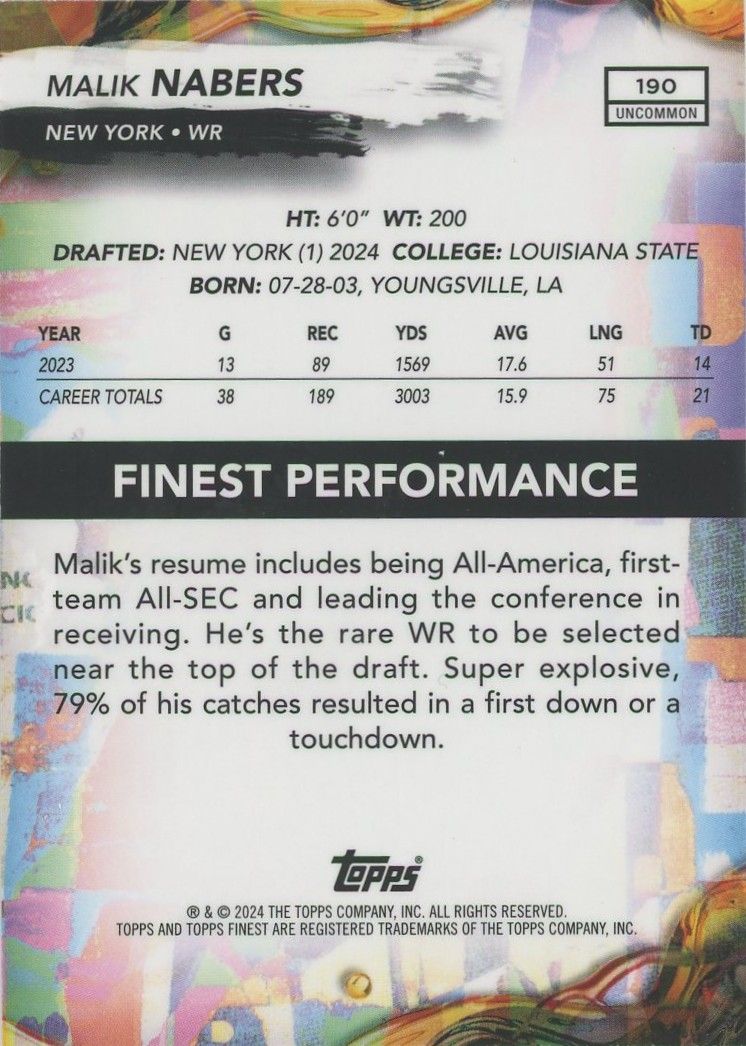 MALIK NABERS
190
UNCOMMON
NEW YORK • WR
HT: 6'0" WT: 200
DRAFTED: NEW YORK (1) 2024 COLLEGE: LOUISIANA STATE
BORN: 07-28-03, YOUNGSVILLE, LA
YEAR G REC YDS AVG LNG TD
2023 13 89 1569 17.6 51 14
CAREER TOTALS 38 189 3003 15.9 75 21
FINEST PERFORMANCE
Malik's resume includes being All-America, first-
team All-SEC and leading the conference in
receiving. He's the rare WR to be selected
near the top of the draft. Super explosive,
79% of his catches resulted in a first down or a
touchdown.
topps®
® & © 2024 THE TOPPS COMPANY, INC. ALL RIGHTS RESERVED.
TOPPS AND TOPPS FINEST ARE REGISTERED TRADEMARKS OF THE TOPPS COMPANY, INC.